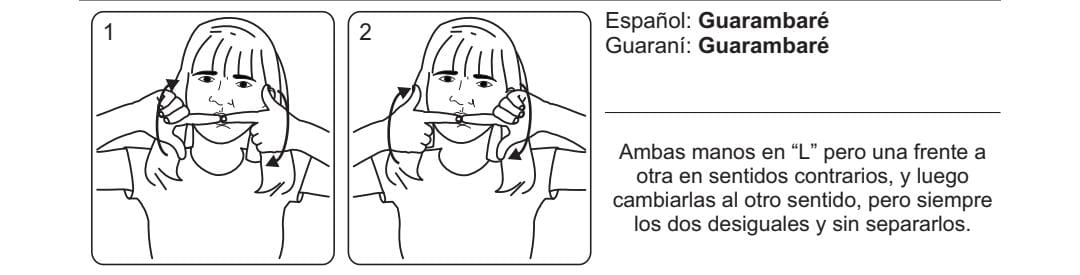 1
2
Español: Guarambaré
Guaraní: Guarambaré
Ambas manos en “L” pero una frente a
otra en sentidos contrarios, y luego
cambiarlas al otro sentido, pero siempre
los dos desiguales y sin separarlos.